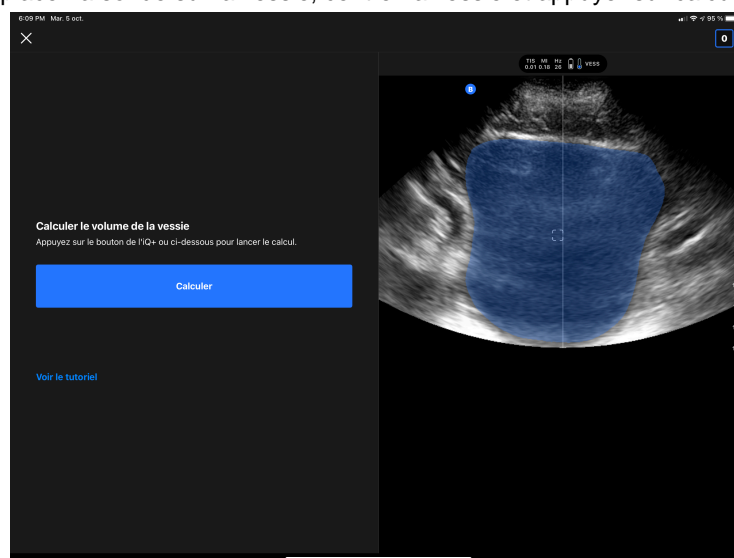 6:09 PM Mar. 5 oct.
95 %
0
TIS MI Hz
0.01 0.18 26
VESS
B
Calculer le volume de la vessie
Appuyez sur le bouton de l'iQ+ ou ci-dessous pour lancer le calcul.
Calculer
Voir le tutoriel